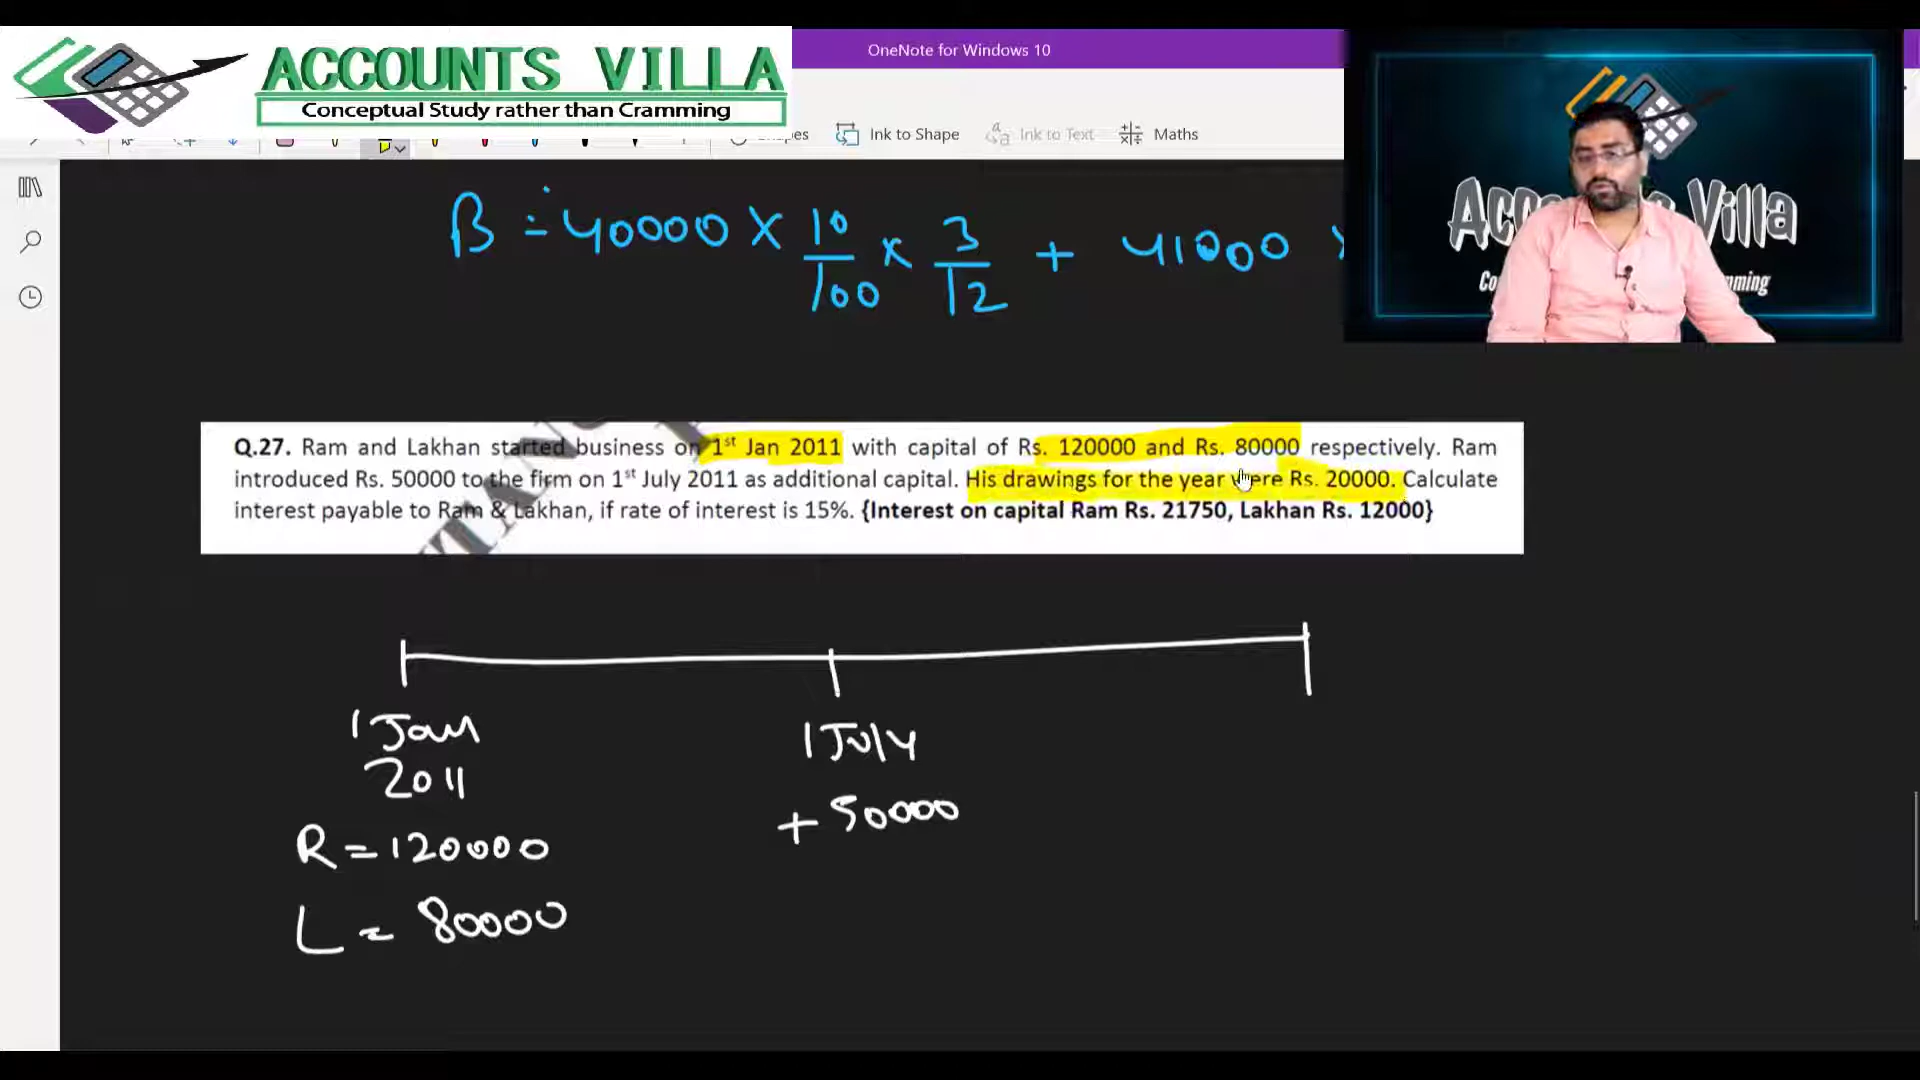 OneNote for Windows 10
ACCOUNTS VILLA
Conceptual Study rather than Cramming
Ink to Shape
Ink to Text
Maths
B = 40000 × 10/100 × 3/12 + 41000 ×
Villa
Q.27. Ram and Lakhan started business on 1st Jan 2011 with capital of Rs. 120000 and Rs. 80000 respectively. Ram
introduced Rs. 50000 to the firm on 1st July 2011 as additional capital. His drawings for the year were Rs. 20000. Calculate
interest payable to Ram & Lakhan, if rate of interest is 15%. {Interest on capital Ram Rs. 21750, Lakhan Rs. 12000}
1 Jan
2011
1 July
+ 50000
R = 120000
L = 80000